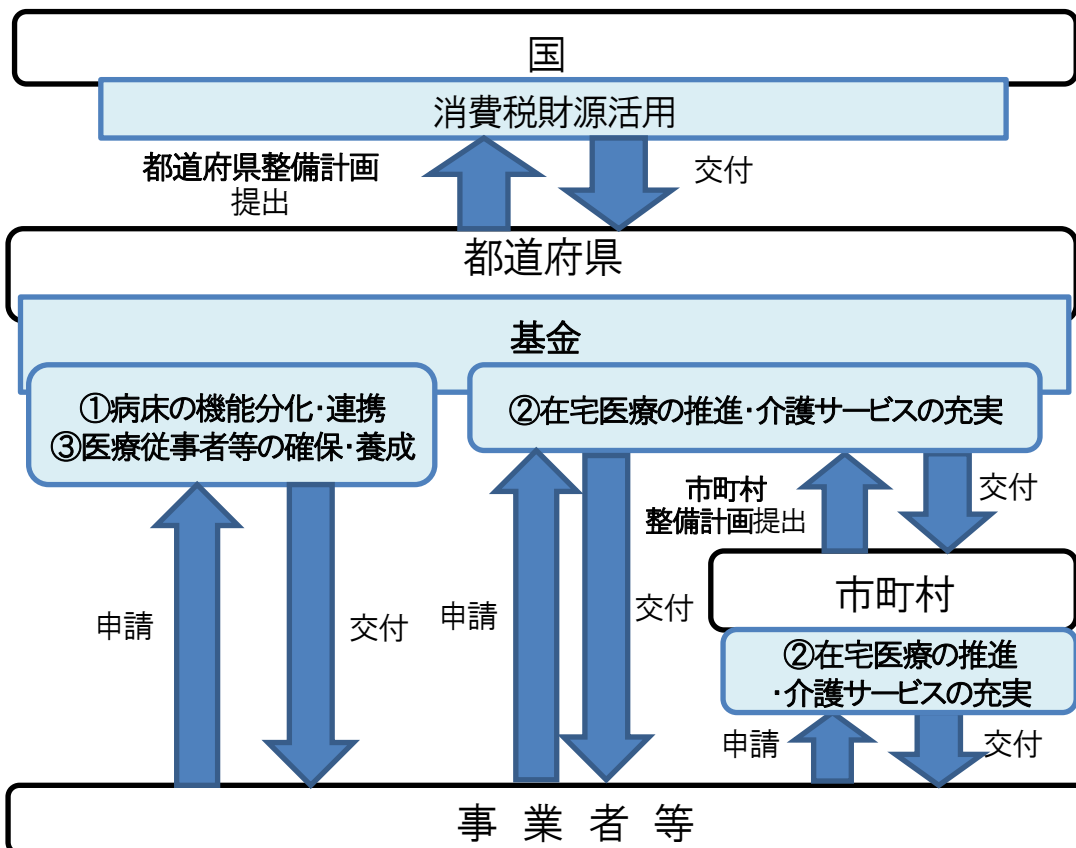 国
消費税財源活用
都道府県整備計画
提出
交付
都道府県
基金
①病床の機能分化・連携
③医療従事者等の確保・養成
②在宅医療の推進・介護サービスの充実
市町村
整備計画提出
交付
市町村
②在宅医療の推進
・介護サービスの充実
申請
交付
申請
交付
申請
交付
事業者等